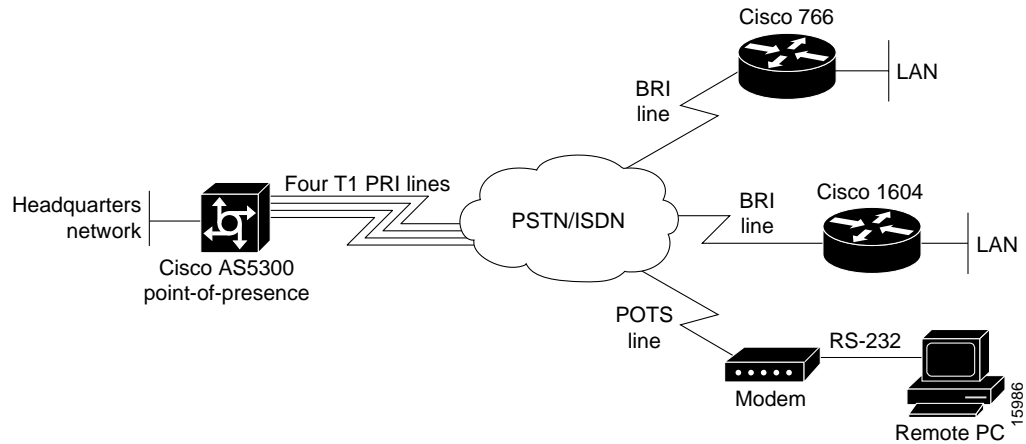 Cisco 766
LAN
BRI
line
Four T1 PRI lines
Headquarters
network
PSTN/ISDN
BRI
line
Cisco 1604
LAN
Cisco AS5300
point-of-presence
POTS
line
RS-232
Modem
Remote PC
15986